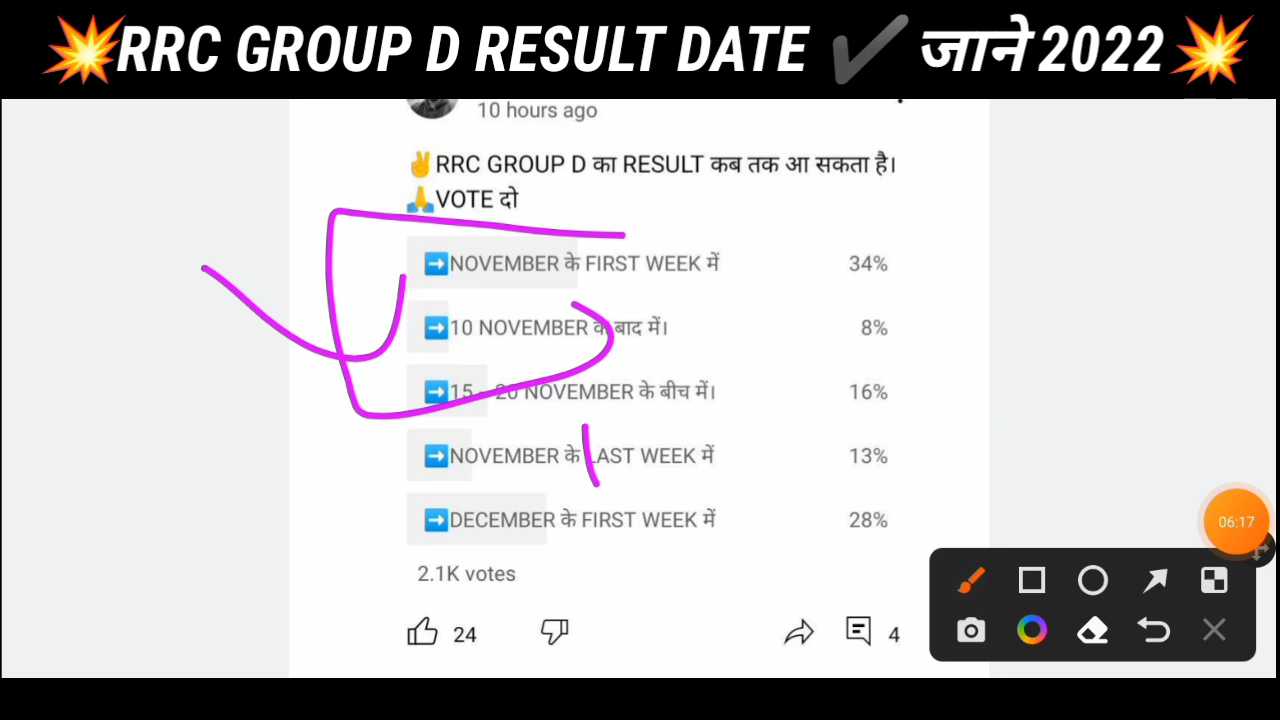 💥RRC GROUP D RESULT DATE ✔ जाने 2022💥
10 hours ago
✌RRC GROUP D का RESULT कब तक आ सकता है।
🙏VOTE दो
➡NOVEMBER के FIRST WEEK में 34%
➡10 NOVEMBER के बाद में। 8%
➡15 - 20 NOVEMBER के बीच में। 16%
➡NOVEMBER के LAST WEEK में 13%
➡DECEMBER के FIRST WEEK में 28%
2.1K votes
24 4
06:17